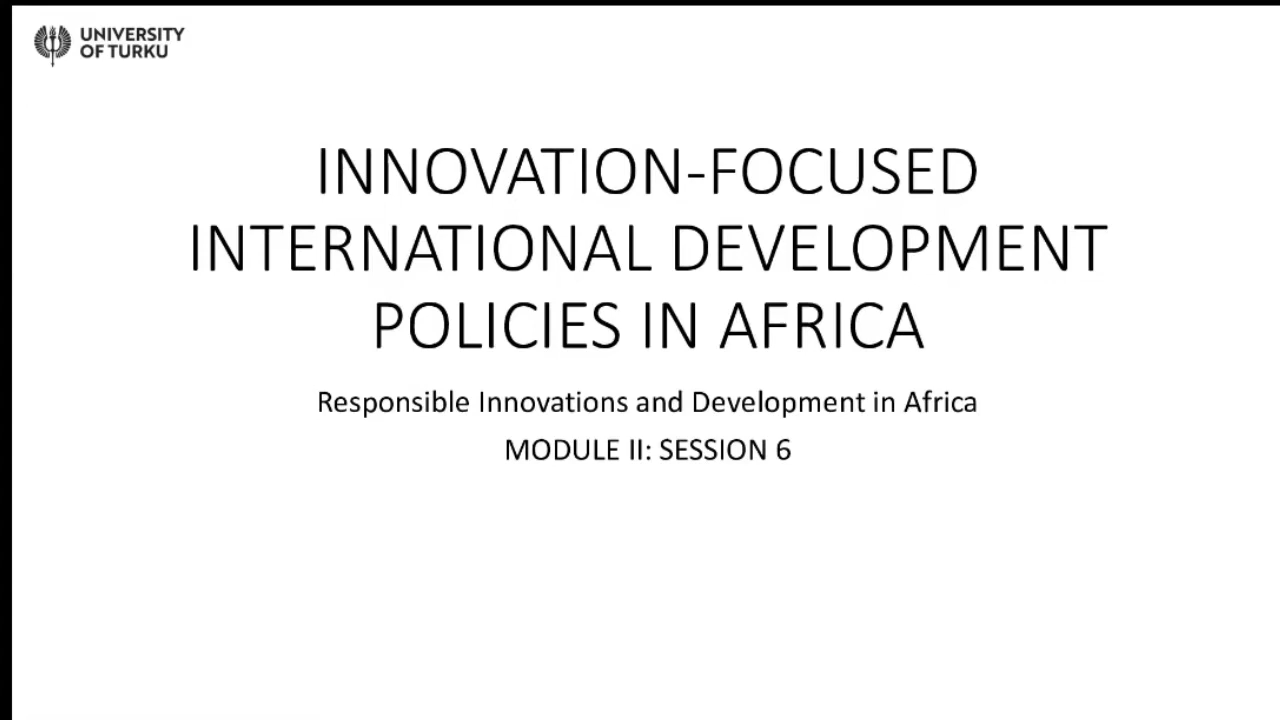 UNIVERSITY
OF TURKU
INNOVATION-FOCUSED
INTERNATIONAL DEVELOPMENT
POLICIES IN AFRICA
Responsible Innovations and Development in Africa
MODULE II: SESSION 6